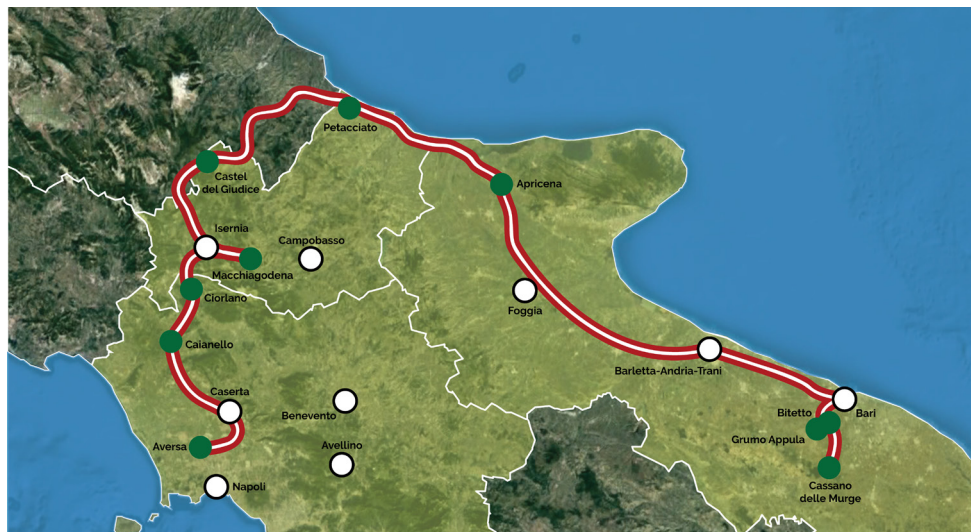 Petacciato
Castel
del Giudice
Apricena
Isernia
Campobasso
Macchiagodena
Ciorlano
Foggia
Caianello
Barletta-Andria-Trani
Caserta
Benevento
Bitetto
Bari
Grumo Appula
Aversa
Avellino
Cassano
delle Murge
Napoli